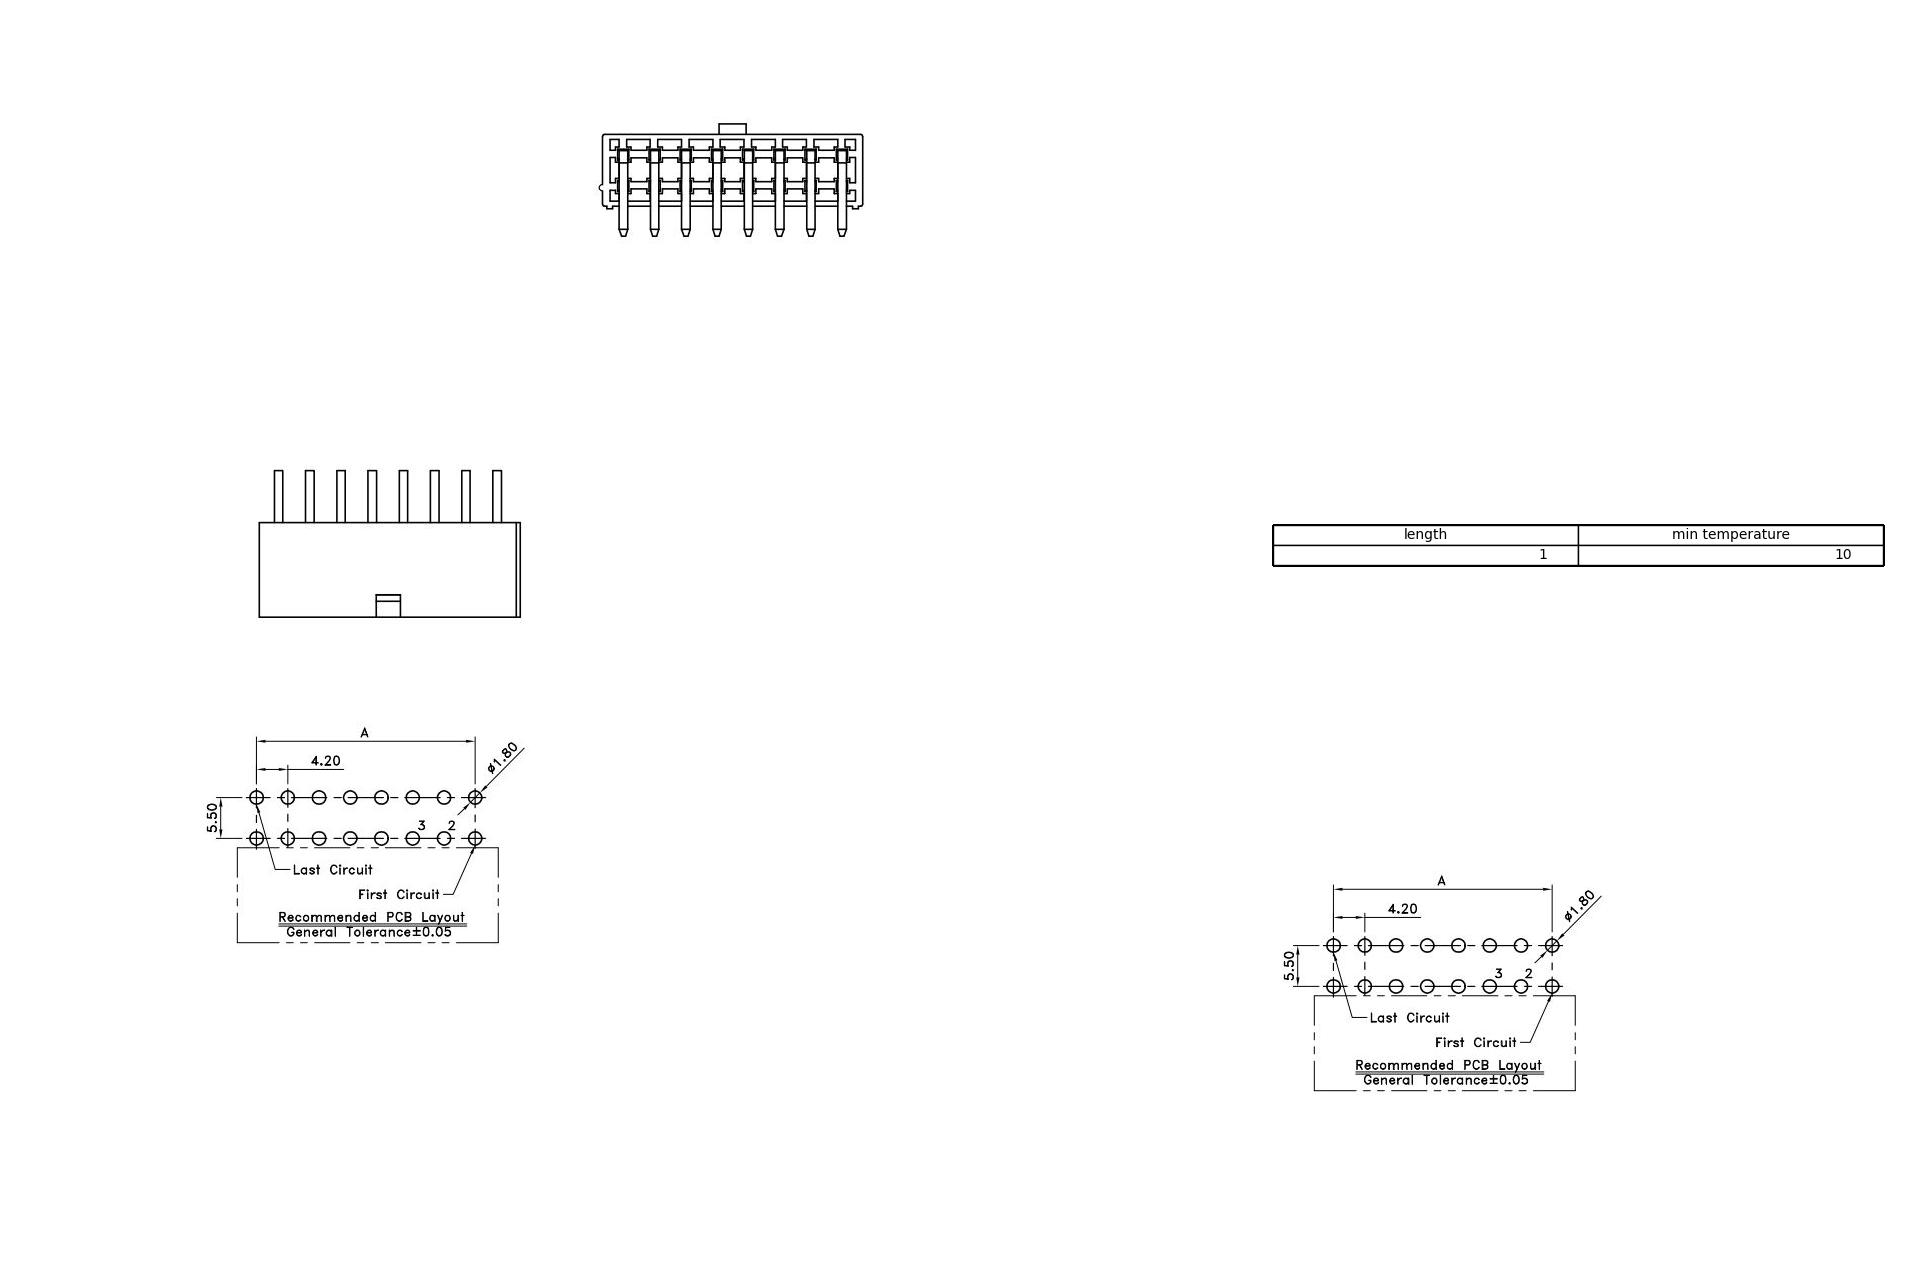 length min temperature
1 10
A
4.20
ø1.80
5.50
3 2
Last Circuit
First Circuit
Recommended PCB Layout
General Tolerance±0.05
A
4.20
ø1.80
5.50
3 2
Last Circuit
First Circuit
Recommended PCB Layout
General Tolerance±0.05